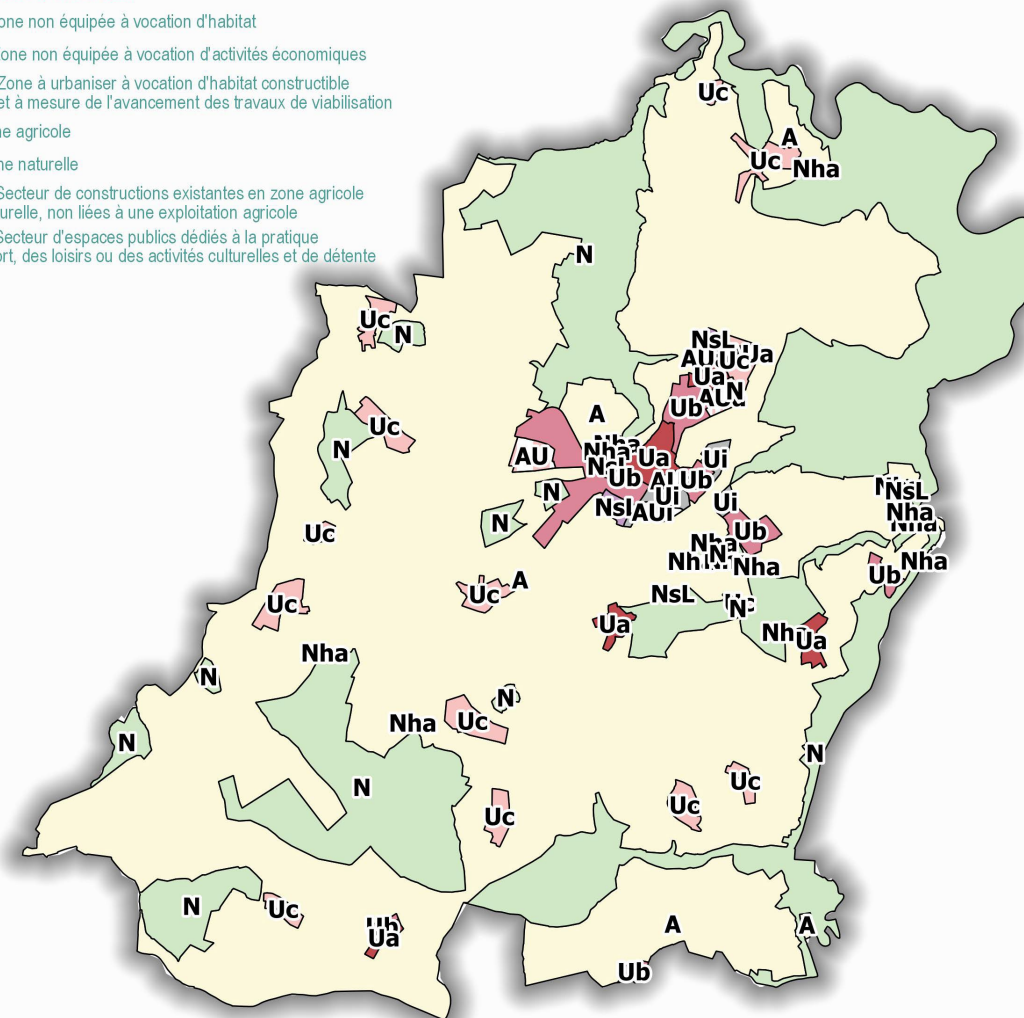 one non équipée à vocation d'habitat
one non équipée à vocation d'activités économiques
Zone à urbaniser à vocation d'habitat constructible
et à mesure de l'avancement des travaux de viabilisation
ne agricole
ne naturelle
Secteur de constructions existantes en zone agricole
urelle, non liées à une exploitation agricole
Secteur d'espaces publics dédiés à la pratique
ort, des loisirs ou des activités culturelles et de détente
Uc
A
Uc
Nha
N
Uc
N
NsL
Ua
Uc
Ua
N
Ub
A
Uc
N
AU
Nha
Ua
Ui
Ub
Ub
N
Ui
Ui
AUi
N
NsL
Nha
Ub
Uc
Nha
Nha
Ub
A
Uc
NsL
N
Uc
Ua
Ua
Nha
N
N
Uc
Nha
N
N
N
Uc
Uc
Uc
N
Uc
Ua
A
A
Ub